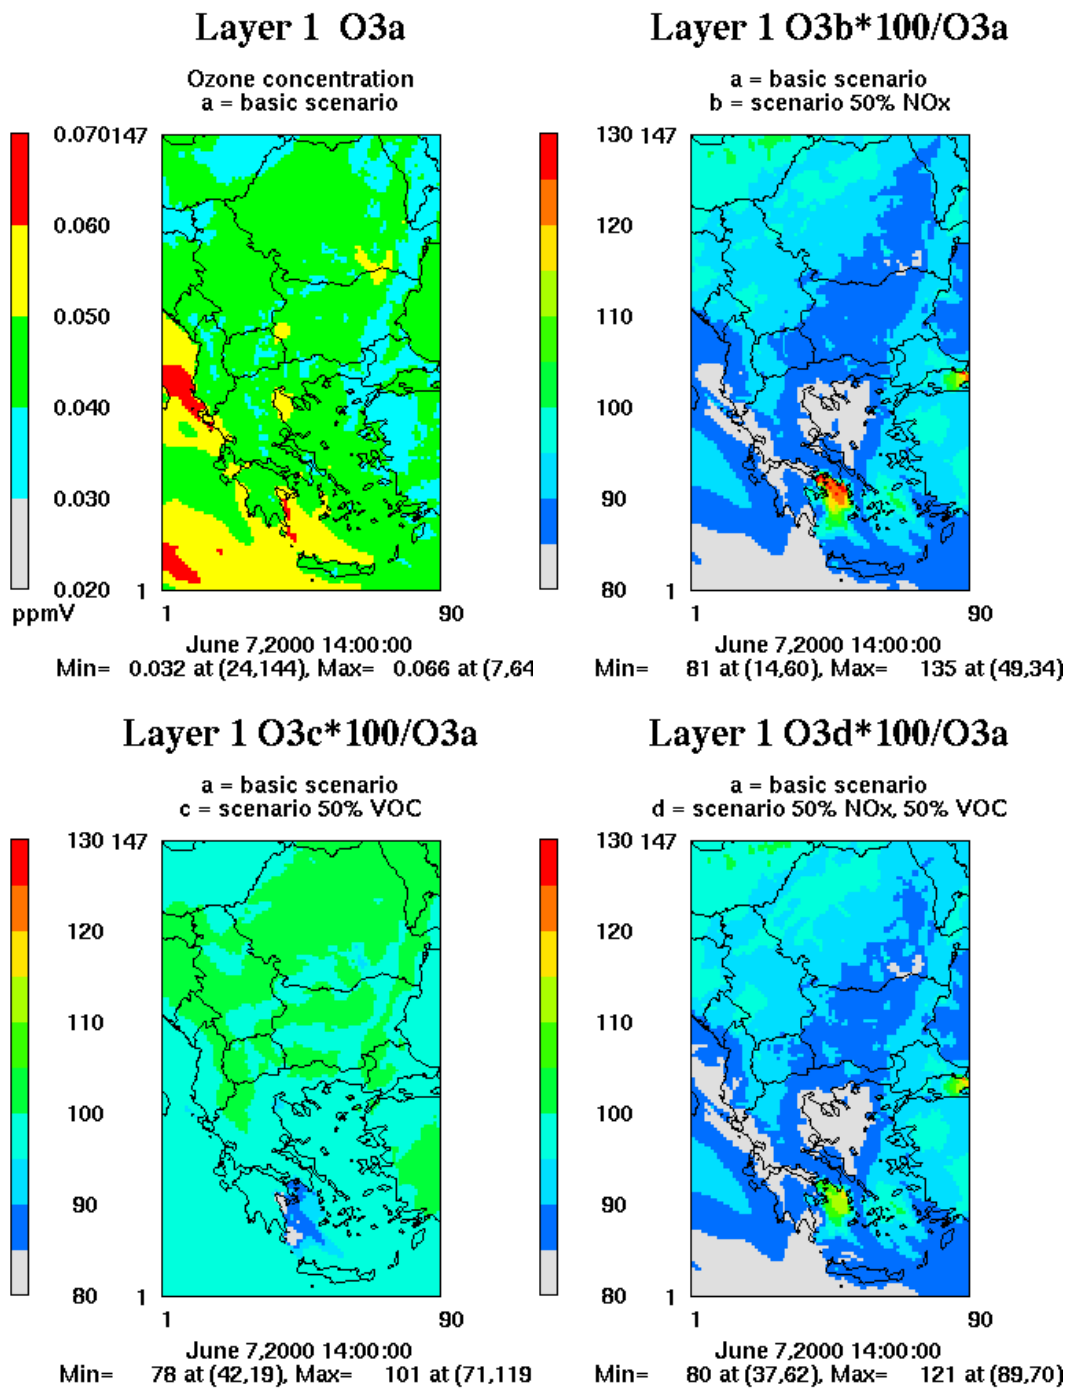 Layer 1 O3a
Ozone concentration
a = basic scenario
0.070
0.060
0.050
0.040
0.030
0.020
ppmV
147
1
1
90
June 7,2000 14:00:00
Min= 0.032 at (24,144), Max= 0.066 at (7,64
Layer 1 O3b*100/O3a
a = basic scenario
b = scenario 50% NOx
130
120
110
100
90
80
147
1
1
90
June 7,2000 14:00:00
Min= 81 at (14,60), Max= 135 at (49,34)
Layer 1 O3c*100/O3a
a = basic scenario
c = scenario 50% VOC
130
120
110
100
90
80
147
1
1
90
June 7,2000 14:00:00
Min= 78 at (42,19), Max= 101 at (71,119
Layer 1 O3d*100/O3a
a = basic scenario
d = scenario 50% NOx, 50% VOC
130
120
110
100
90
80
147
1
1
90
June 7,2000 14:00:00
Min= 80 at (37,62), Max= 121 at (89,70)